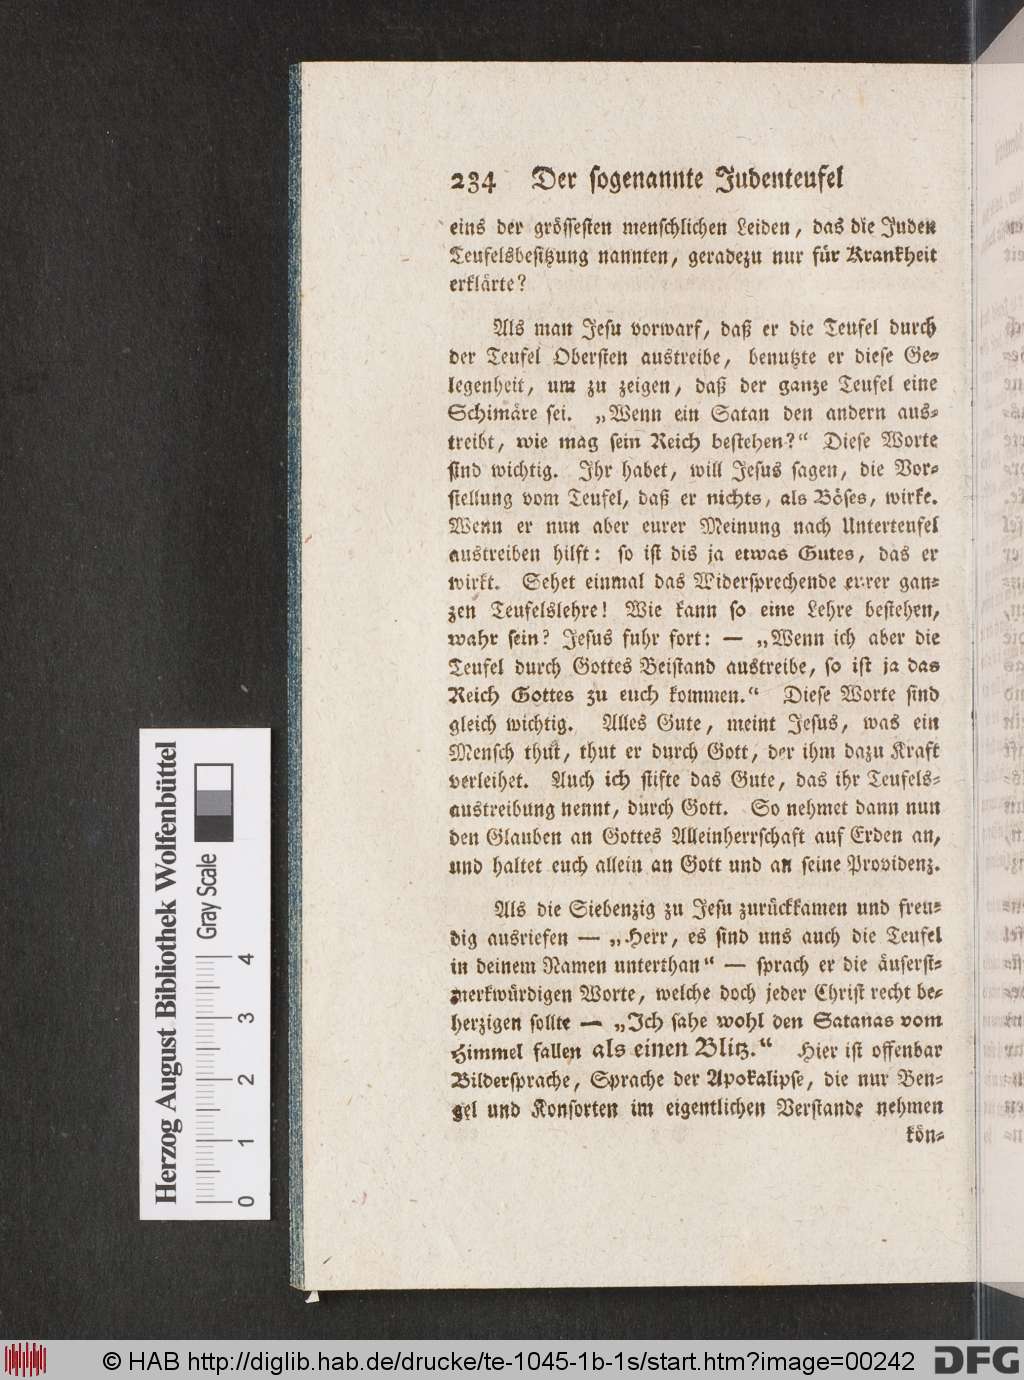 234 Der sogenannte Judenteufel
eins der grössesten menschlichen Leiden, das die Juden
Teufelsbesitzung nannten, geradezu nur für Krankheit
erklärte?
Als man Jesu vorwarf, daß er die Teufel durch
der Teufel Obersten austreibe, benutzte er diese Ge-
legenheit, um zu zeigen, daß der ganze Teufel eine
Schimäre sei. „Wenn ein Satan den andern aus-
treibt, wie mag sein Reich bestehen?“ Diese Worte
sind wichtig. Ihr habet, will Jesus sagen, die Vor-
stellung vom Teufel, daß er nichts, als Böses, wirke.
Wenn er nun aber eurer Meinung nach Unterteufel
austreiben hilft: so ist dis ja etwas Gutes, das er
wirkt. Sehet einmal das Widersprechende eurer gan-
zen Teufelslehre! Wie kann so eine Lehre bestehen,
wahr sein? Jesus fuhr fort: — „Wenn ich aber die
Teufel durch Gottes Beistand austreibe, so ist ja das
Reich Gottes zu euch kommen.“ Diese Worte sind
gleich wichtig. Alles Gute, meint Jesus, was ein
Mensch thut, thut er durch Gott, der ihm dazu Kraft
verleihet. Auch ich stifte das Gute, das ihr Teufels-
austreibung nennt, durch Gott. So nehmet dann nun
den Glauben an Gottes Alleinherrschaft auf Erden an,
und haltet euch allein an Gott und an seine Providenz.
Als die Siebenzig zu Jesu zurückkamen und freu-
dig ausriefen — „Herr, es sind uns auch die Teufel
in deinem Namen unterthan“ — sprach er die äuserst-
merkwürdigen Worte, welche doch jeder Christ recht be-
herzigen sollte — „Ich sahe wohl den Satanas vom
Himmel fallen als einen Blitz.“ Hier ist offenbar
Bildersprache, Sprache der Apokalipse, die nur Ben-
gel und Konsorten im eigentlichen Verstande nehmen
kön-
Herzog August Bibliothek Wolfenbüttel
Gray Scale
0 1 2 3 4
© HAB http://diglib.hab.de/drucke/te-1045-1b-1s/start.htm?image=00242
DFG